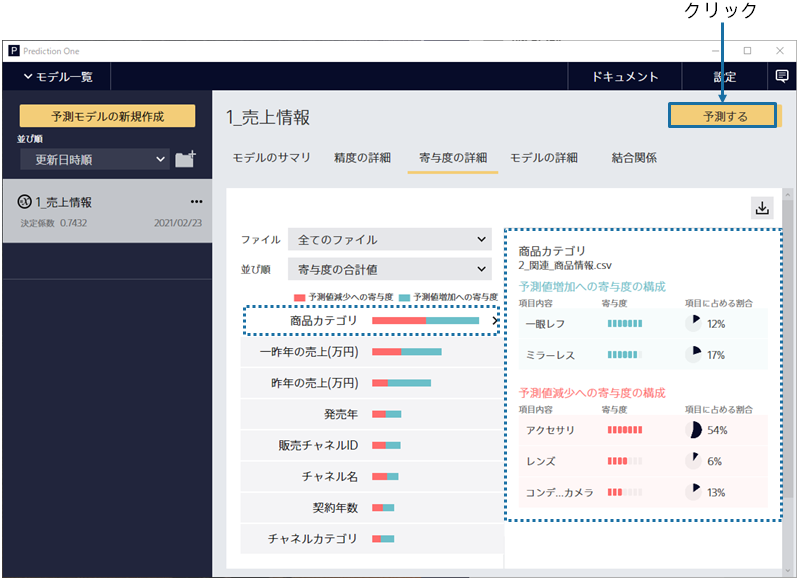 クリック
P Prediction One
モデル一覧
ドキュメント
設定
予測モデルの新規作成
並び順
更新日時順
1_売上情報
決定係数 0.7432 2021/02/23
1_売上情報
予測する
モデルのサマリ 精度の詳細 寄与度の詳細 モデルの詳細 結合関係
ファイル 全てのファイル
並び順 寄与度の合計値
予測値減少への寄与度 予測値増加への寄与度
商品カテゴリ
一昨年の売上(万円)
昨年の売上(万円)
発売年
販売チャネルID
チャネル名
契約年数
チャネルカテゴリ
商品カテゴリ
2_関連_商品情報.csv
予測値増加への寄与度の構成
項目内容 寄与度 項目に占める割合
一眼レフ 12%
ミラーレス 17%
予測値減少への寄与度の構成
項目内容 寄与度 項目に占める割合
アクセサリ 54%
レンズ 6%
コンデ...カメラ 13%